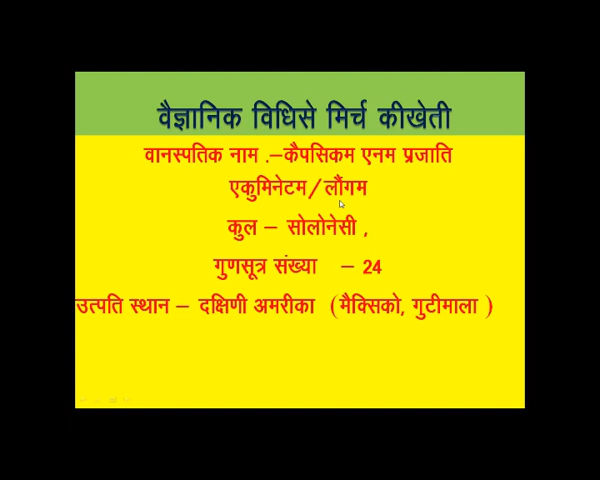 वैज्ञानिक विधिसे मिर्च कीखेती
वानस्पतिक नाम .–कैपसिकम एनम प्रजाति
एकुमिनेटम/लौंगम
कुल – सोलोनेसी ,
गुणसूत्र संख्या – 24
उत्पति स्थान – दक्षिणी अमरीका (मैक्सिको, गुटीमाला )